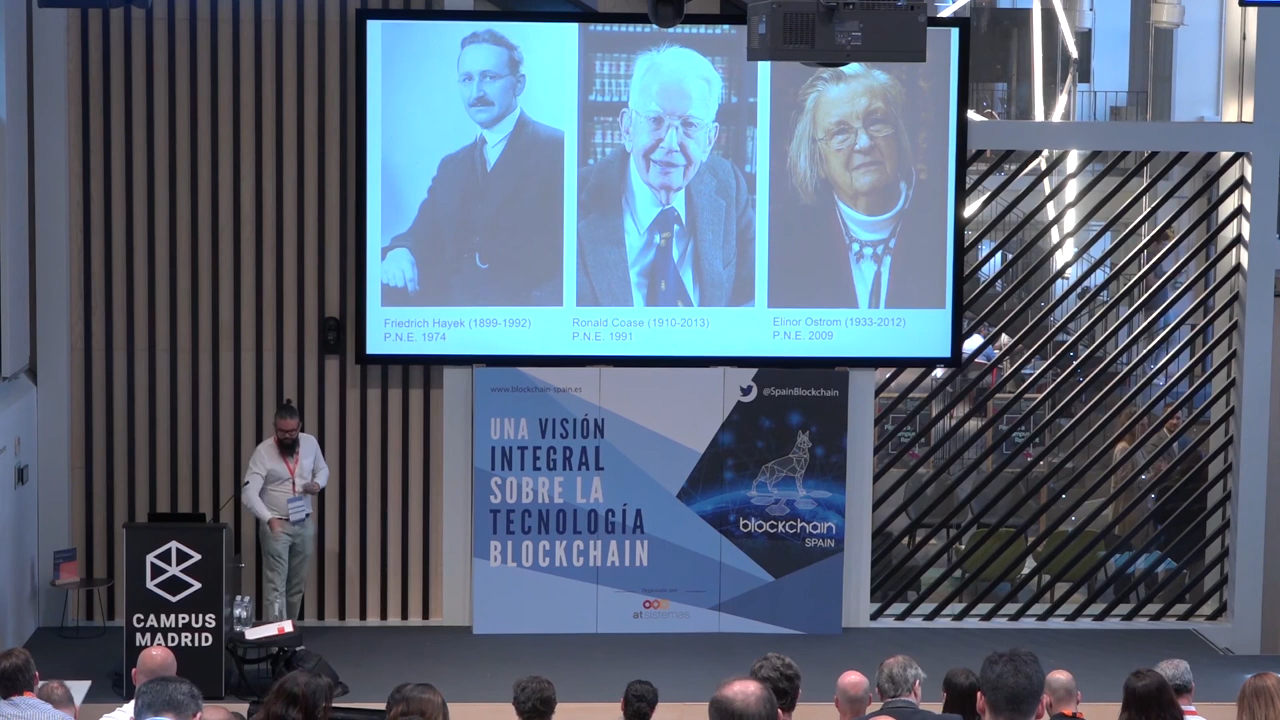 Friedrich Hayek (1899-1992)
P.N.E. 1974
Ronald Coase (1910-2013)
P.N.E. 1991
Elinor Ostrom (1933-2012)
P.N.E. 2009
www.blockchain-spain.es
@SpainBlockchain
UNA VISIÓN
INTEGRAL
SOBRE LA
TECNOLOGÍA
BLOCKCHAIN
blockchain
SPAIN
atsistemas
CAMPUS
MADRID